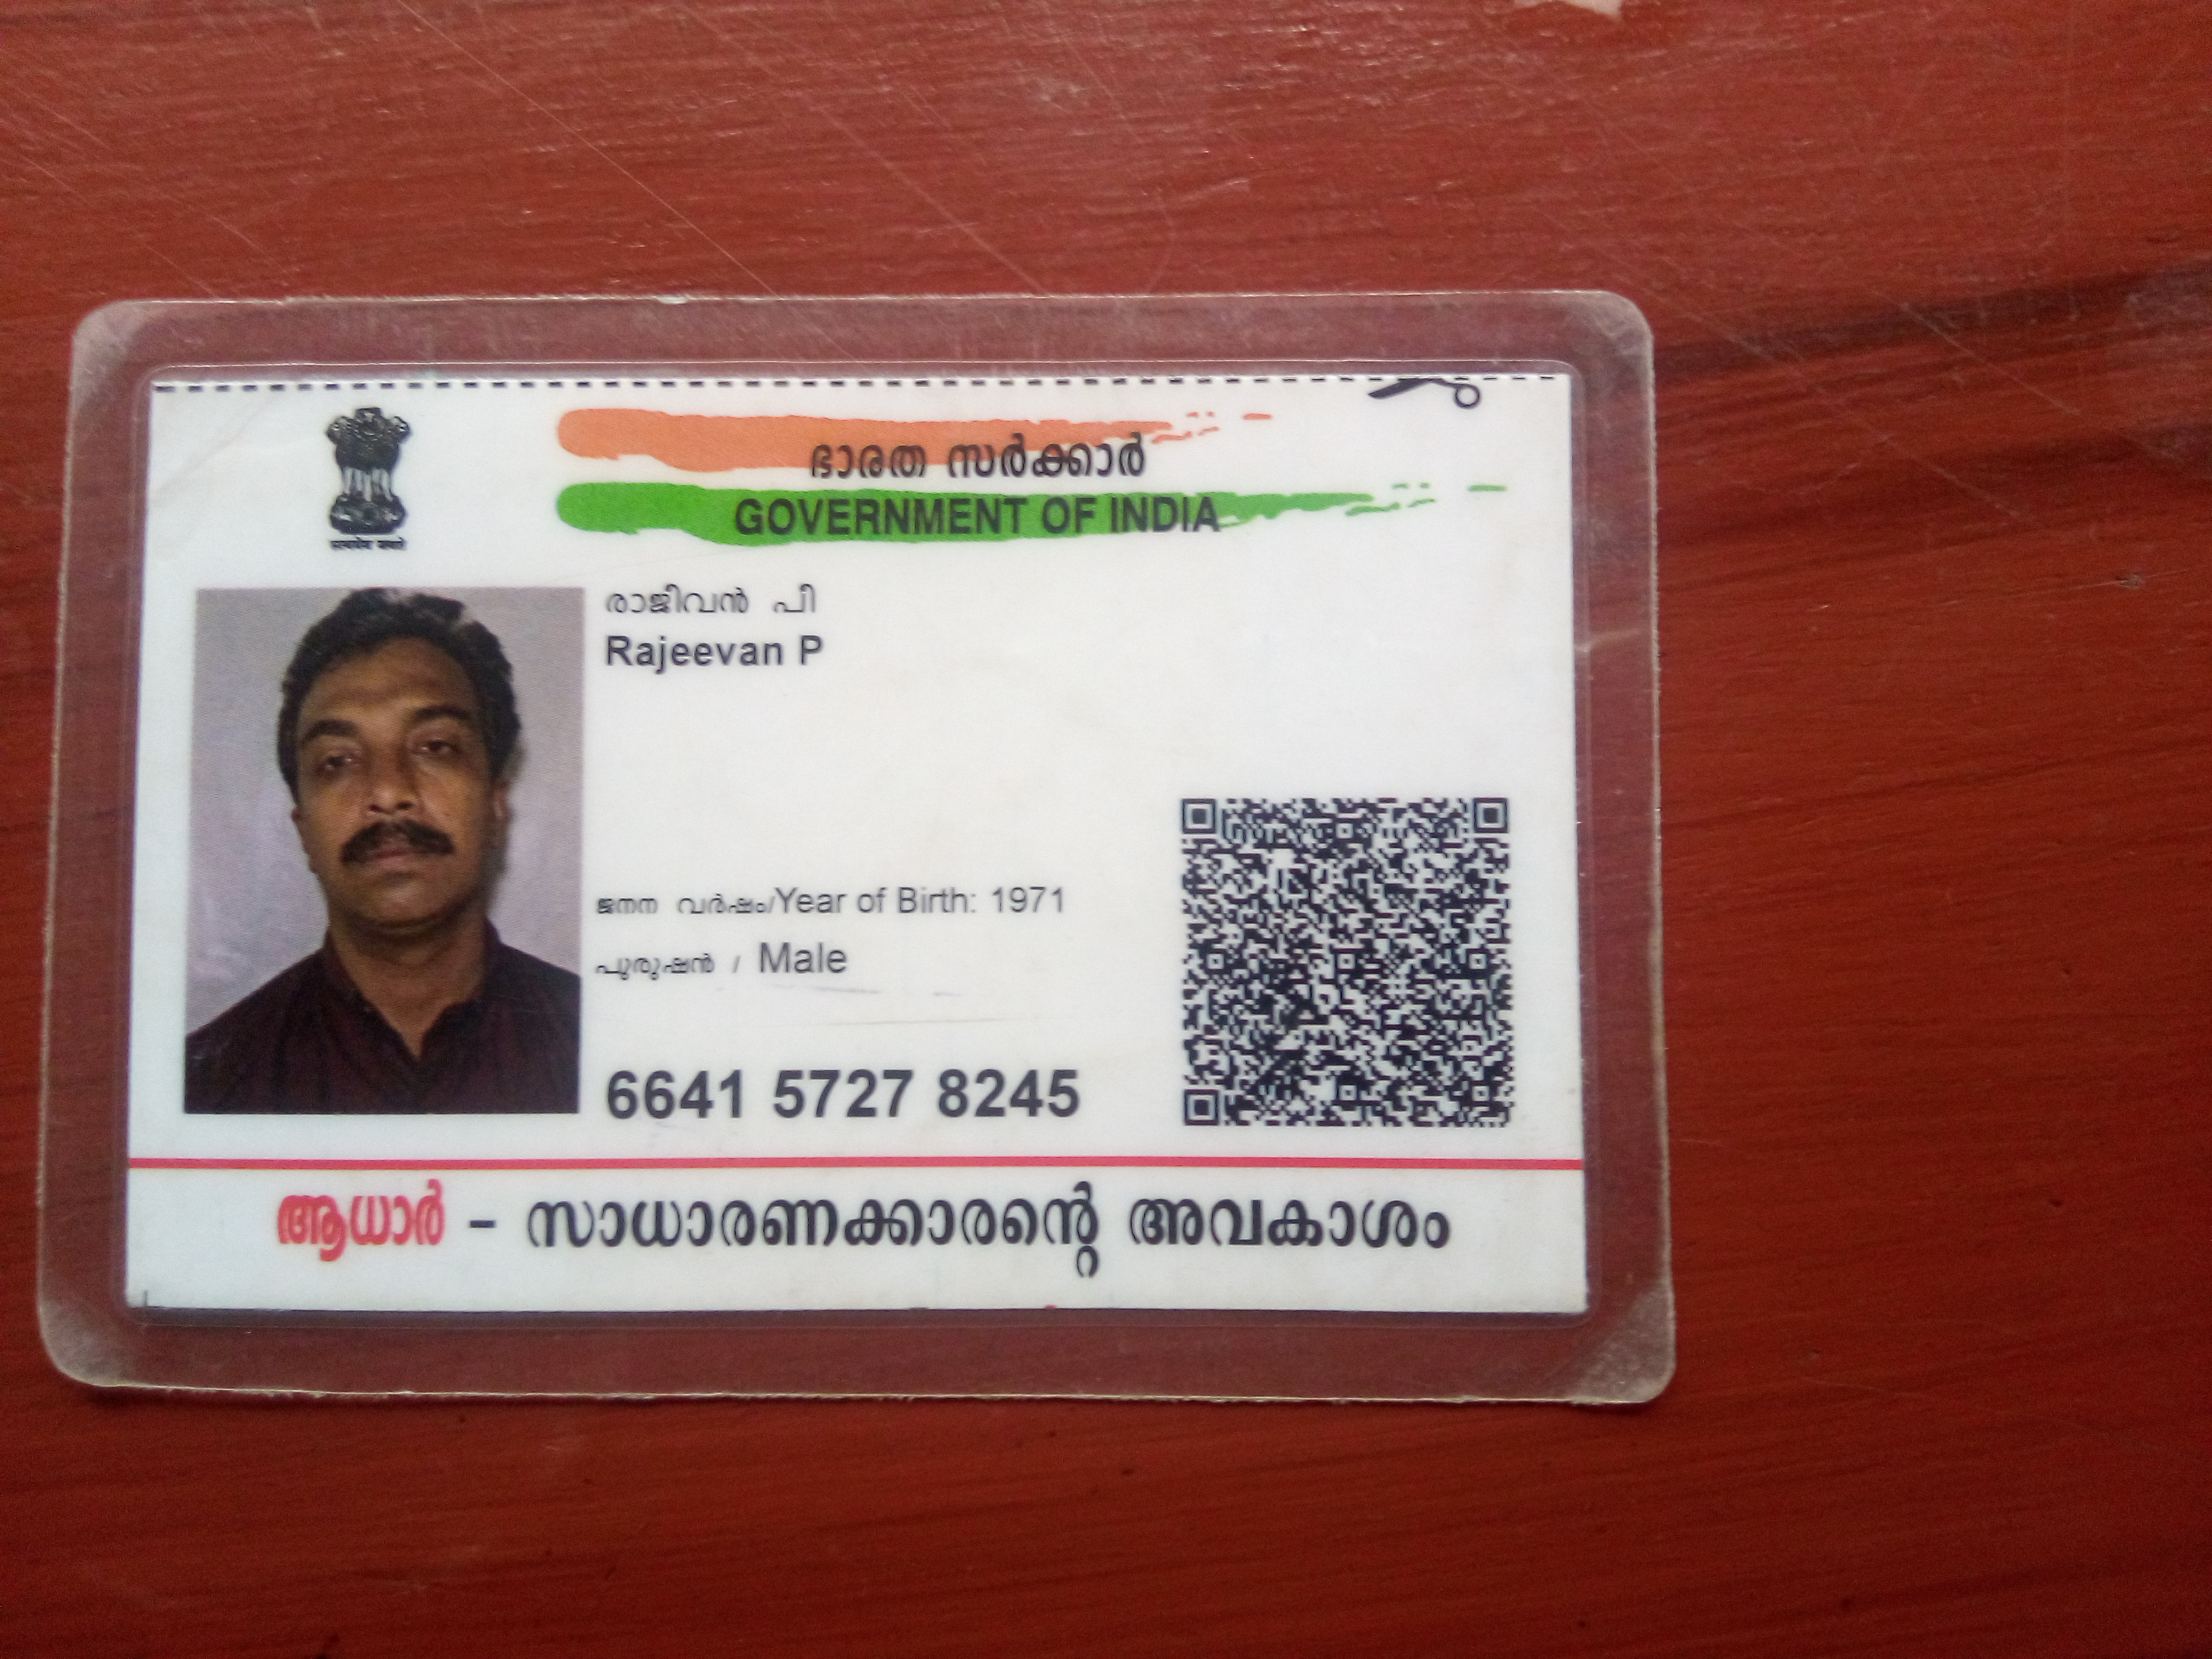 ഭാരത സർക്കാർ
GOVERNMENT OF INDIA
सत्यमेव जयते
രാജിവൻ പി
Rajeevan P
ജനന വർഷം/Year of Birth: 1971
പുരുഷൻ / Male
6641 5727 8245
ആധാർ - സാധാരണക്കാരന്റെ അവകാശം